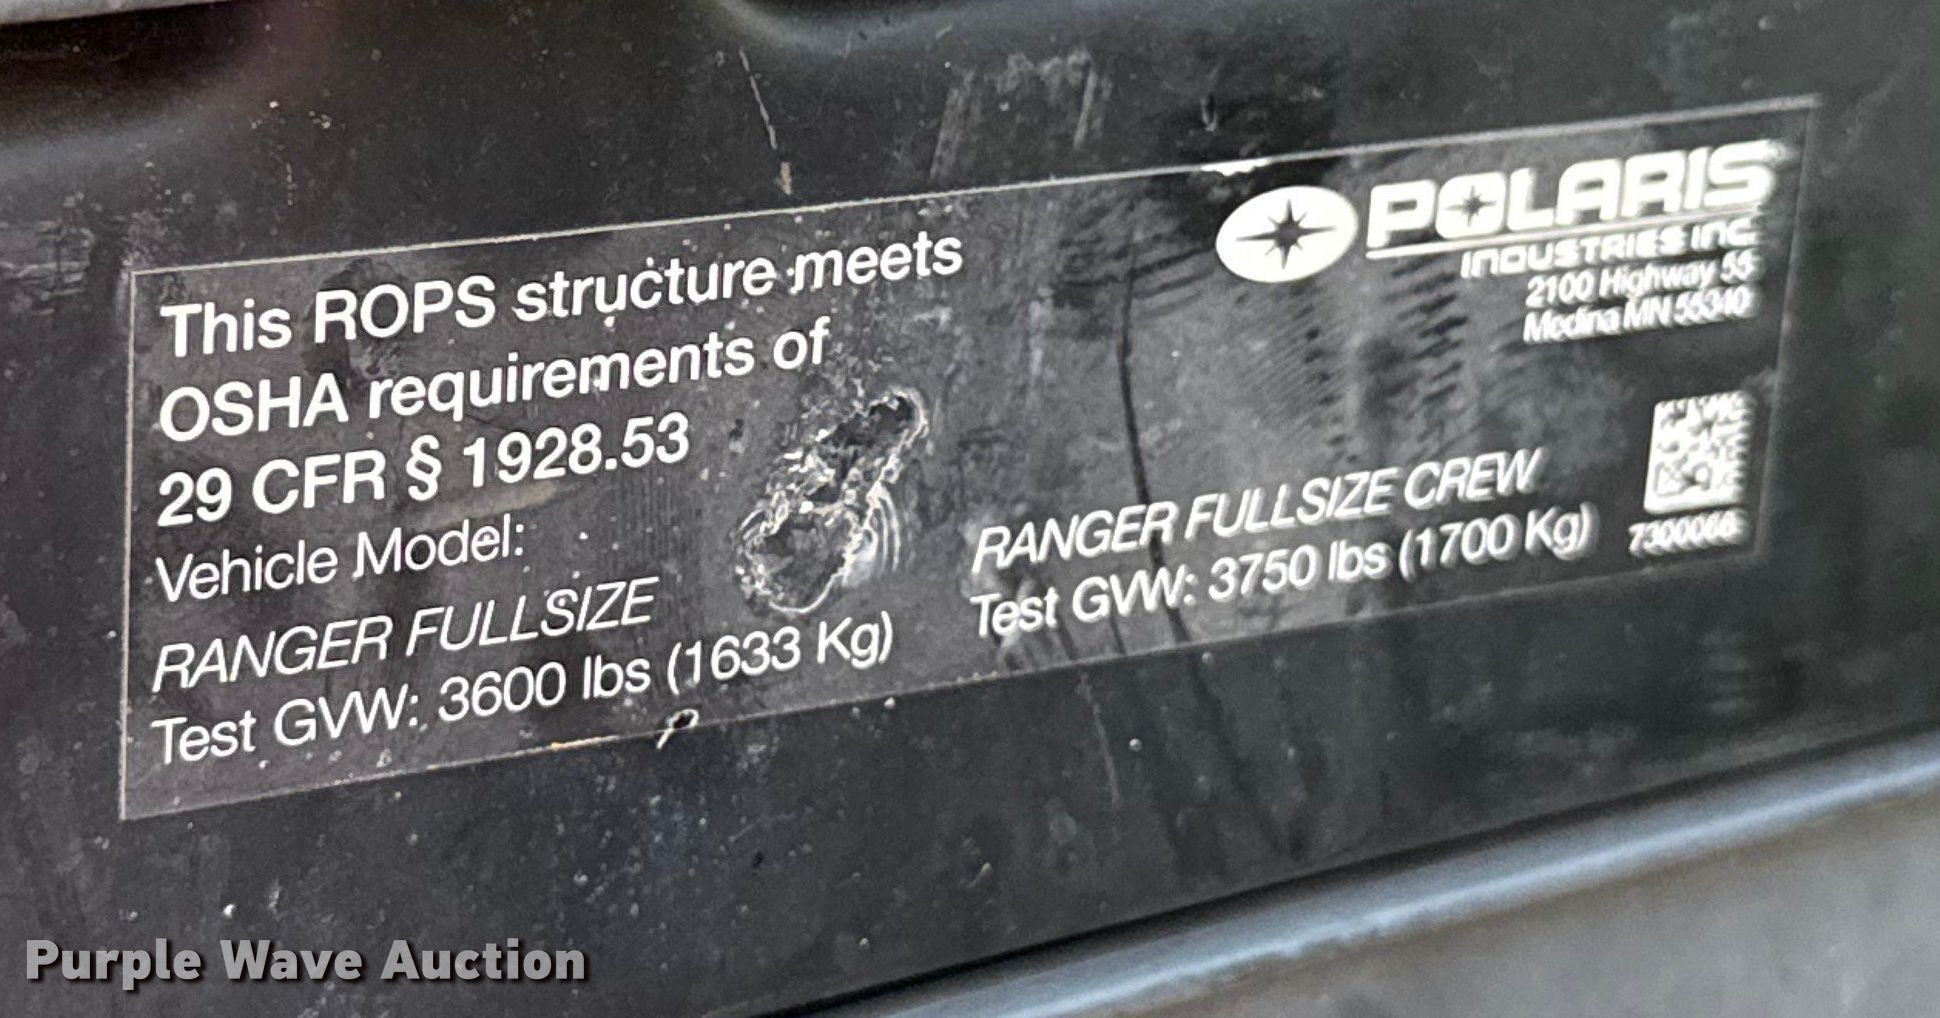 This ROPS structure meets
OSHA requirements of
29 CFR § 1928.53
Vehicle Model:
RANGER FULLSIZE
Test GVW: 3600 lbs (1633 Kg)
RANGER FULLSIZE CREW
Test GVW: 3750 lbs (1700 Kg)
POLARIS
INDUSTRIES INC.
2100 Highway 55
Medina MN 55340
Purple Wave Auction